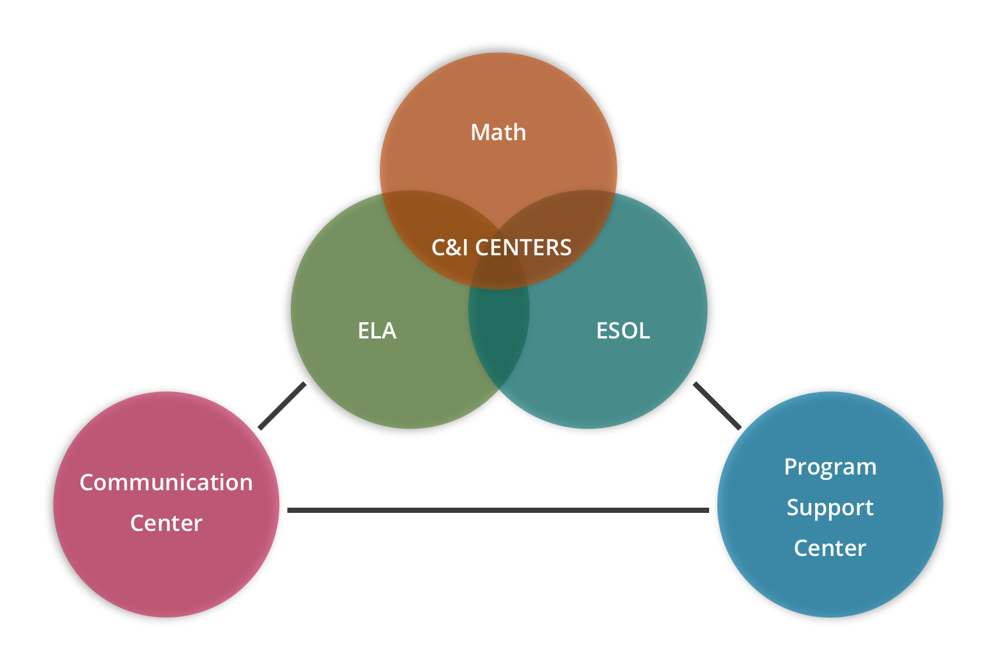 Math
C&I CENTERS
ELA
ESOL
Communication
Center
Program
Support
Center